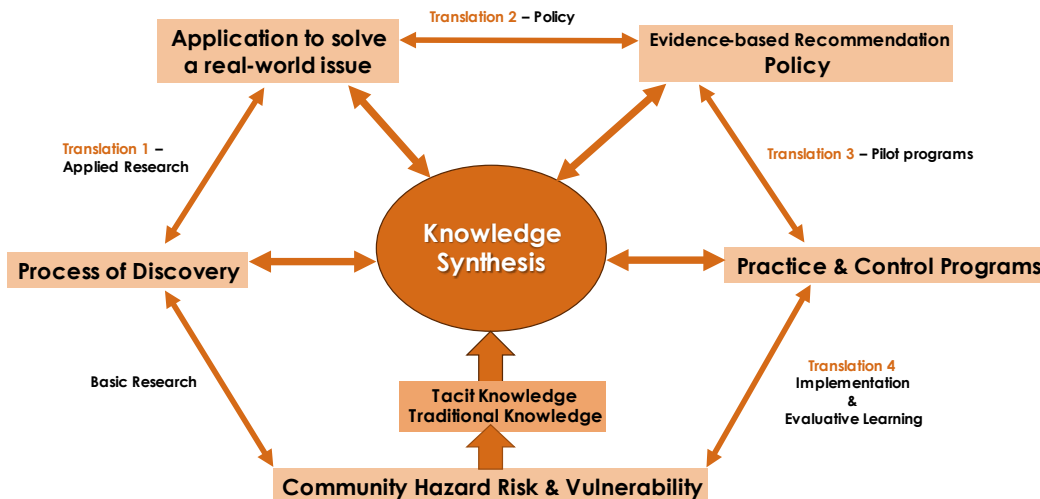 Translation 2 – Policy
Application to solve
a real-world issue
Evidence-based Recommendation
Policy
Translation 1 –
Applied Research
Translation 3 – Pilot programs
Knowledge
Synthesis
Process of Discovery
Practice & Control Programs
Basic Research
Translation 4
Implementation
&
Evaluative Learning
Tacit Knowledge
Traditional Knowledge
Community Hazard Risk & Vulnerability